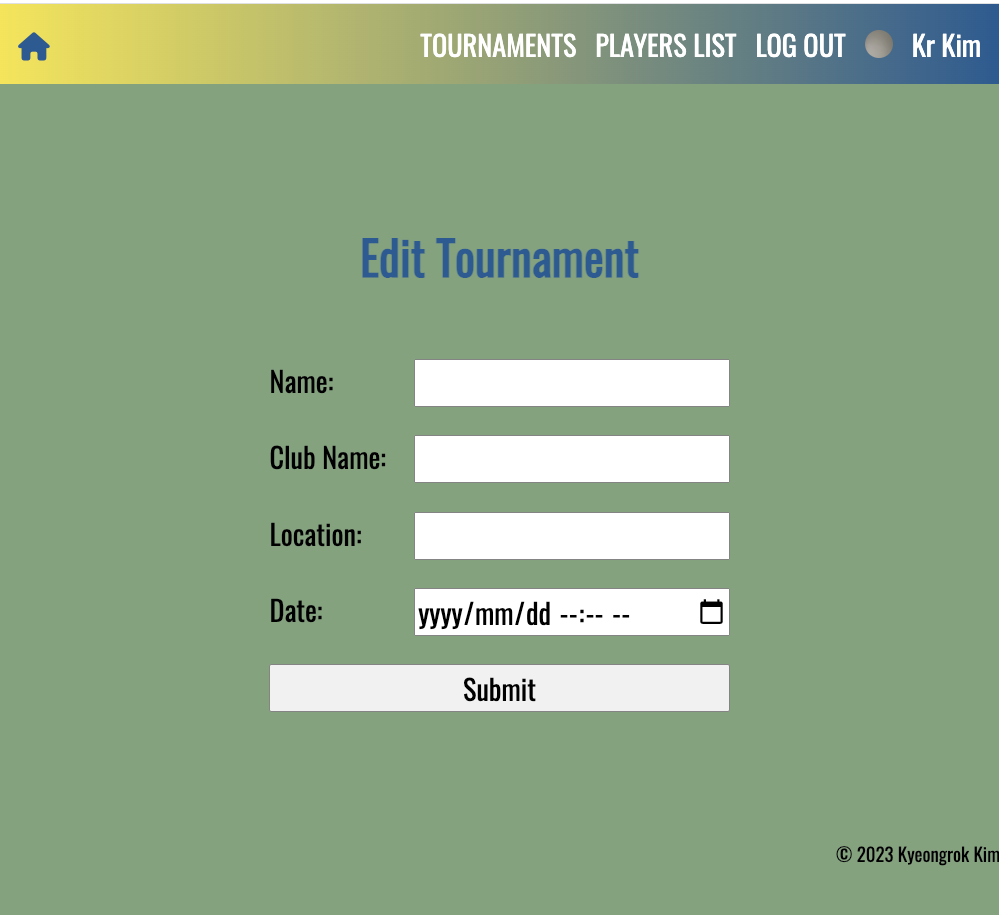 TOURNAMENTS PLAYERS LIST LOG OUT Kr Kim
Edit Tournament
Name:
Club Name:
Location:
Date: yyyy/mm/dd --:-- --
Submit
© 2023 Kyeongrok Kim